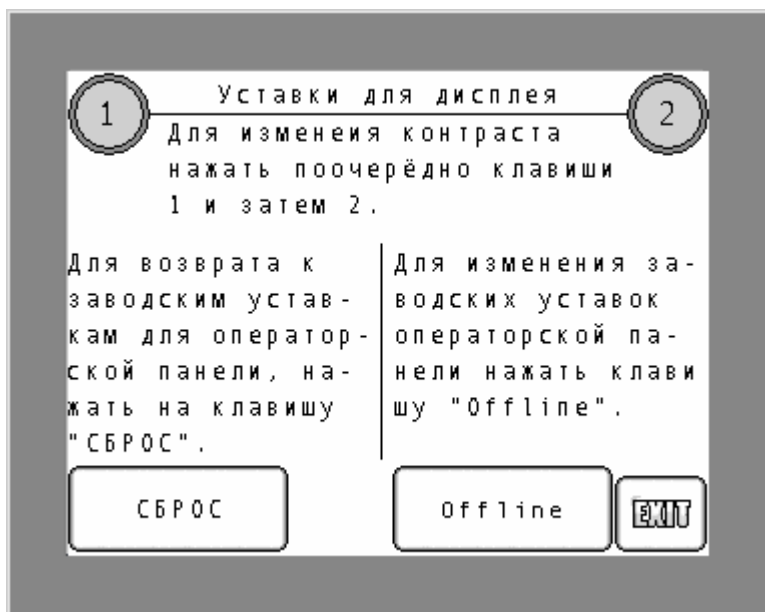 1
Уставки для дисплея
2
Для изменеия контраста
нажать поочерёдно клавиши
1 и затем 2.
Для возврата к
заводским устав-
кам для оператор-
ской панели, на-
жать на клавишу
"СБРОС".
Для изменения за-
водских уставок
операторской па-
нели нажать клави
шу "Offline".
СБРОС
Offline
EXIT